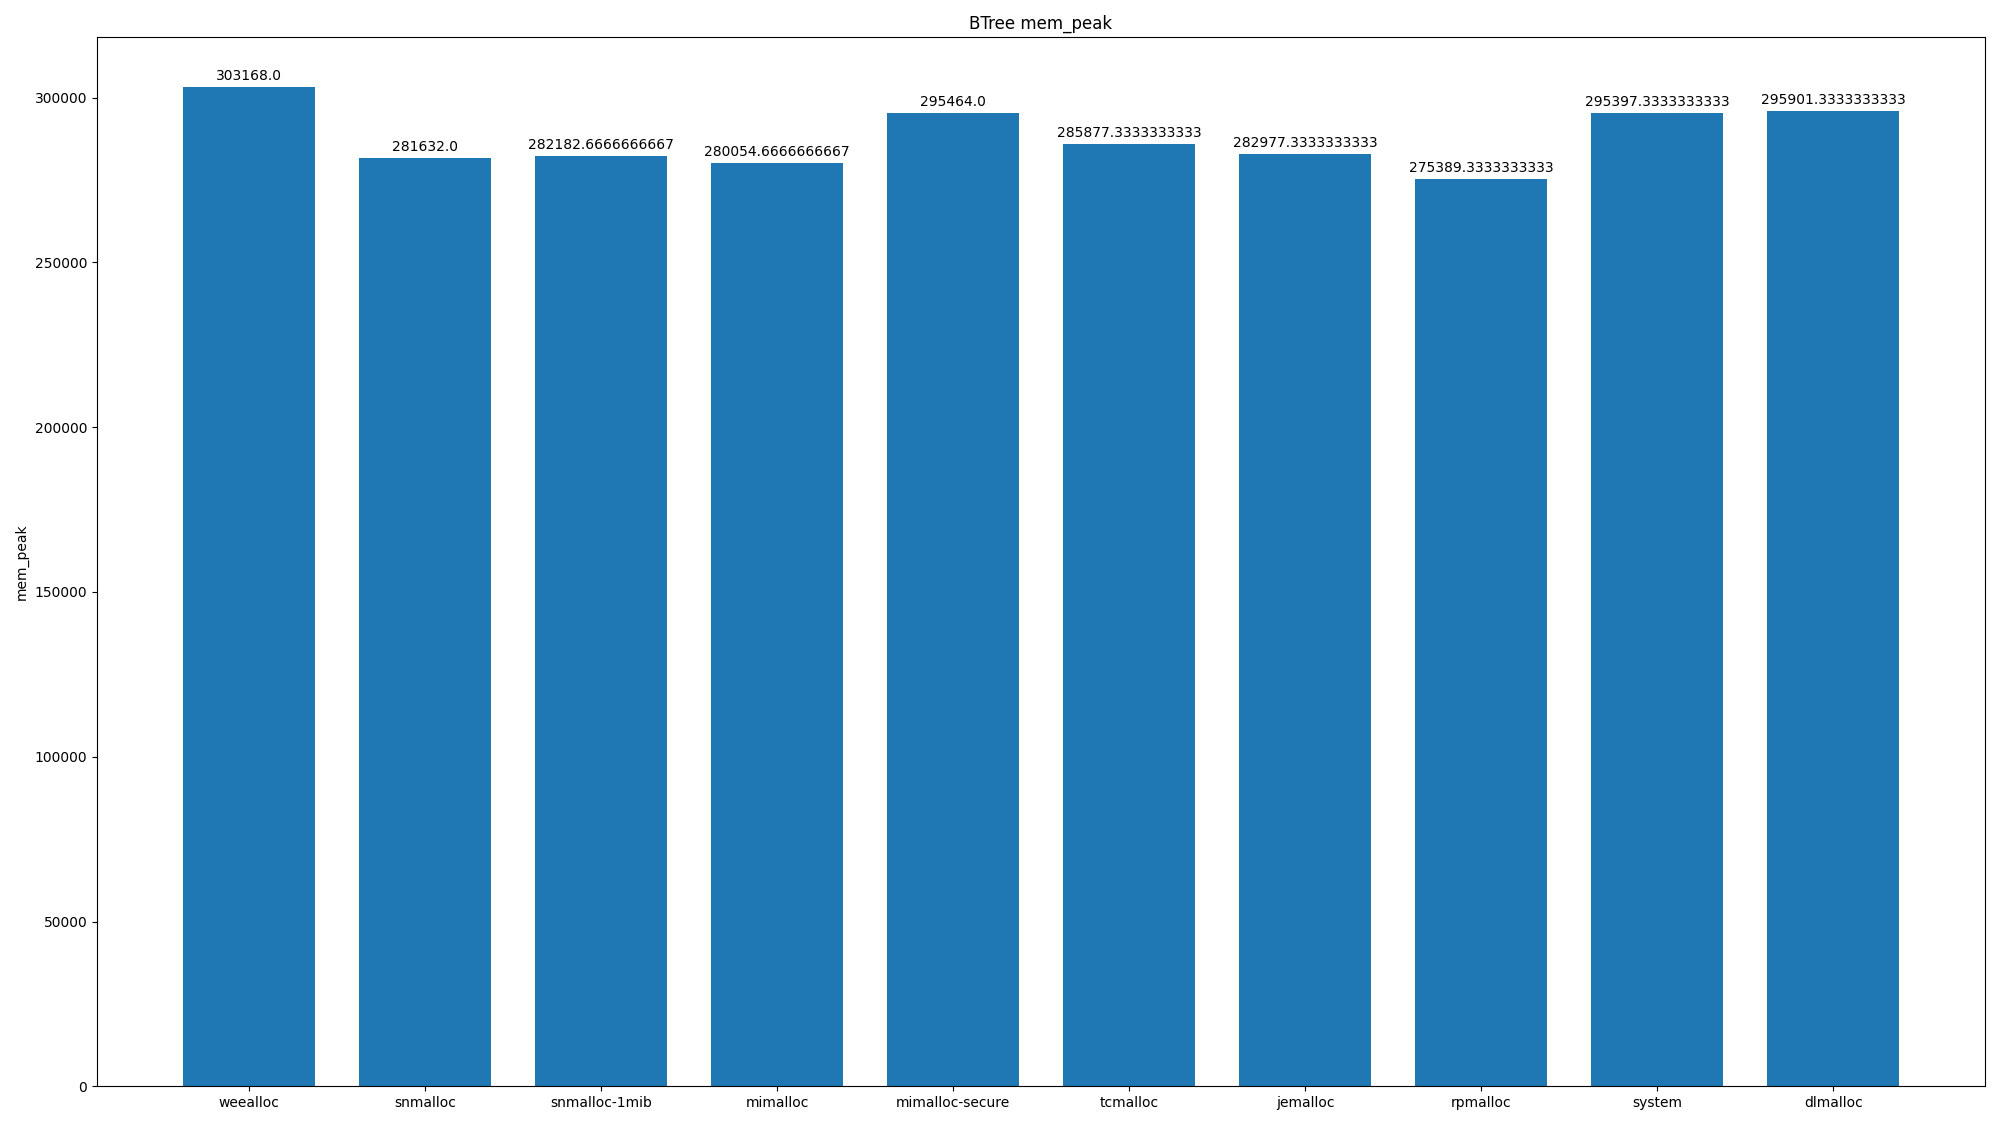 BTree mem_peak
mem_peak
300000
250000
200000
150000
100000
50000
0
303168.0
281632.0
282182.6666666667
280054.6666666667
295464.0
285877.3333333333
282977.3333333333
275389.3333333333
295397.3333333333
295901.3333333333
weealloc
snmalloc
snmalloc-1mib
mimalloc
mimalloc-secure
tcmalloc
jemalloc
rpmalloc
system
dlmalloc